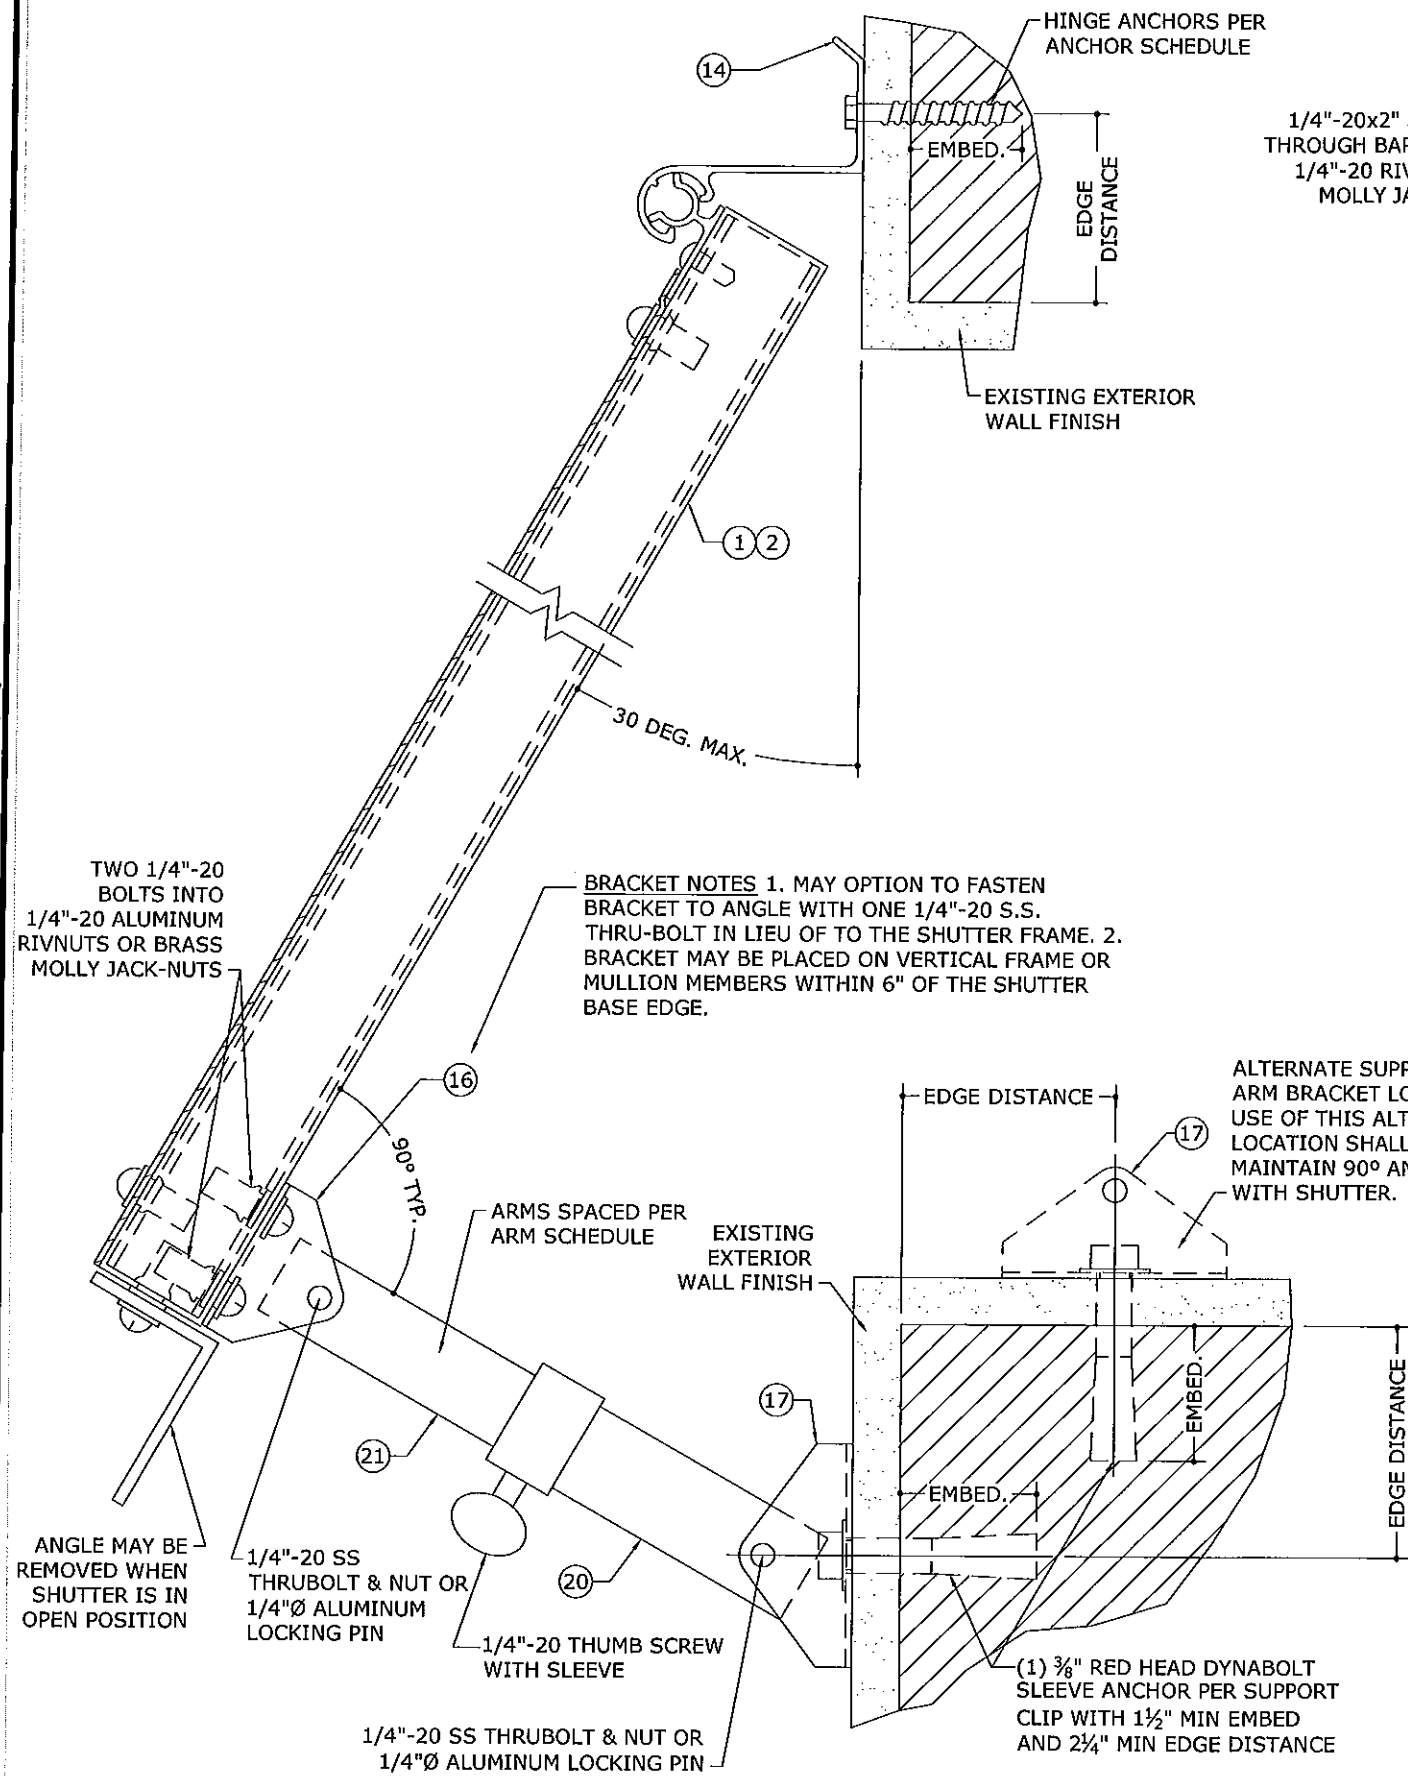 HINGE ANCHORS PER
ANCHOR SCHEDULE
14
1/4"-20x2"
THROUGH
1/4"-20
MOLLY
EMBED.
EDGE
DISTANCE
EXISTING EXTERIOR
WALL FINISH
1 2
30 DEG. MAX.
TWO 1/4"-20
BOLTS INTO
1/4"-20 ALUMINUM
RIVNUTS OR BRASS
MOLLY JACK-NUTS
BRACKET NOTES 1. MAY OPTION TO FASTEN
BRACKET TO ANGLE WITH ONE 1/4"-20 S.S.
THRU-BOLT IN LIEU OF TO THE SHUTTER FRAME. 2.
BRACKET MAY BE PLACED ON VERTICAL FRAME OR
MULLION MEMBERS WITHIN 6" OF THE SHUTTER
BASE EDGE.
16
90° TYP.
ARMS SPACED PER
ARM SCHEDULE
EDGE DISTANCE
17
ALTERNATE
ARM BRACKET
USE OF THIS
LOCATION SHALL
MAINTAIN 90°
WITH SHUTTER.
EXISTING
EXTERIOR
WALL FINISH
EMBED.
EDGE DISTANCE
17
EMBED.
21
20
ANGLE MAY BE
REMOVED WHEN
SHUTTER IS IN
OPEN POSITION
1/4"-20 SS
THRUBOLT & NUT OR
1/4"Ø ALUMINUM
LOCKING PIN
1/4"-20 THUMB SCREW
WITH SLEEVE
1/4"-20 SS THRUBOLT & NUT OR
1/4"Ø ALUMINUM LOCKING PIN
(1) ⅜" RED HEAD DYNABOLT
SLEEVE ANCHOR PER SUPPORT
CLIP WITH 1½" MIN EMBED
AND 2¼" MIN EDGE DISTANCE